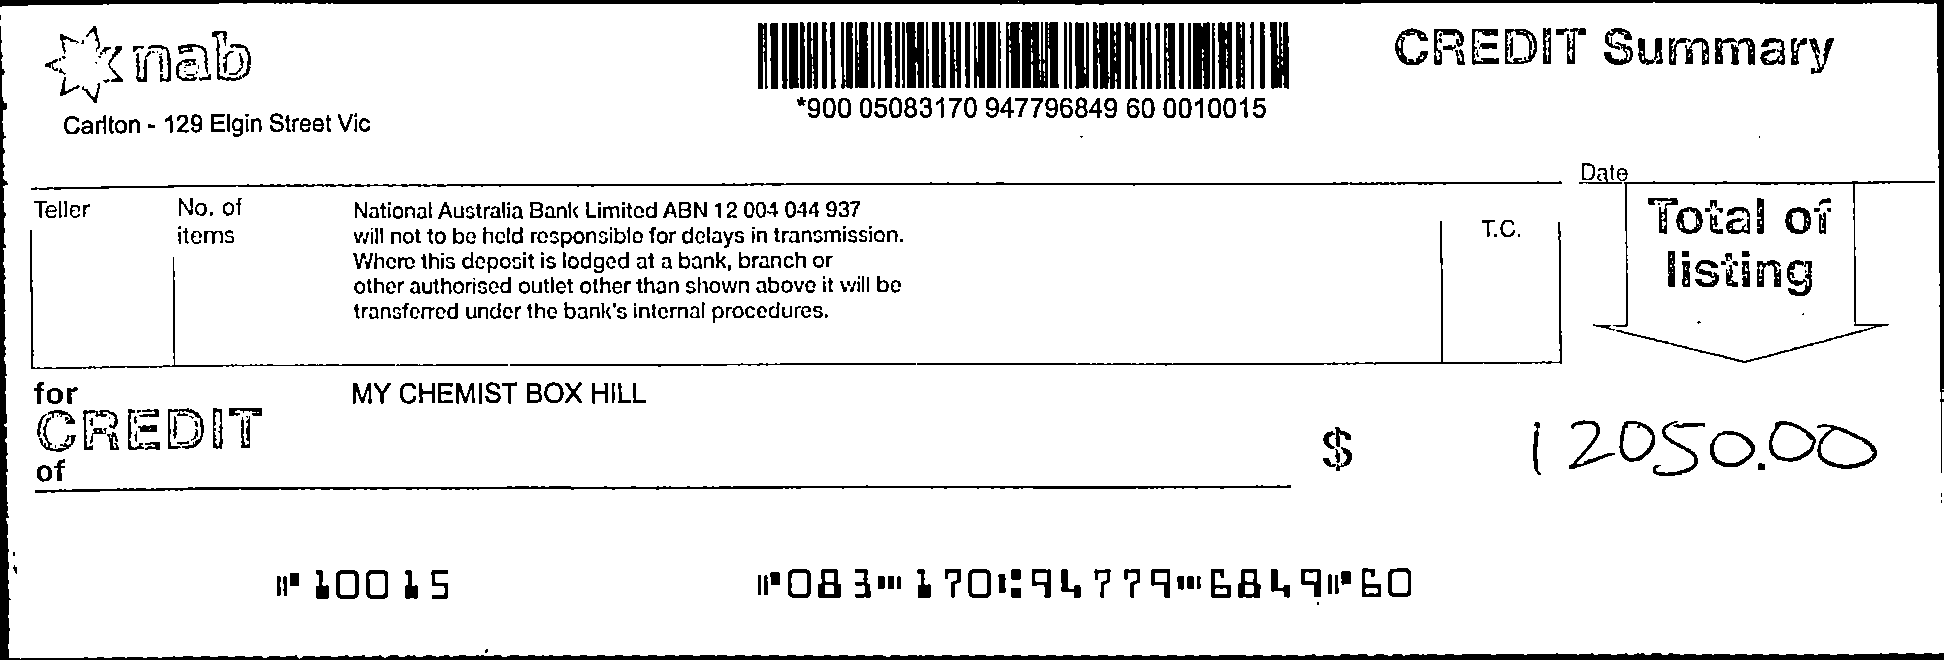 nab
CREDIT Summary
*900 05083170 947796849 60 0010015
Carlton - 129 Elgin Street Vic
Date
Teller
No. of
items
National Australia Bank Limited ABN 12 004 044 937
will not to be held responsible for delays in transmission.
Where this deposit is lodged at a bank, branch or
other authorised outlet other than shown above it will be
transferred under the bank's internal procedures.
T.C.
Total of
listing
for
CREDIT
of
MY CHEMIST BOX HILL
$ 12050.00
⑈10015 ⑈083⑉170⑆94779⑉6849⑈60